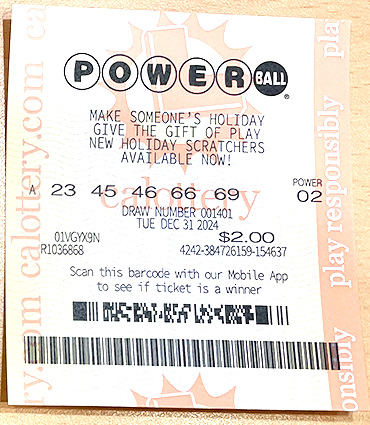 POWER BALL®
MAKE SOMEONE'S HOLIDAY
GIVE THE GIFT OF PLAY
NEW HOLIDAY SCRATCHERS
AVAILABLE NOW!
A 23 45 46 66 69 POWER 02
calottery
DRAW NUMBER 001401
TUE DEC 31 2024
01VGYX9N $2.00
R1036868 4242-384726159-154637
Scan this barcode with our Mobile App
to see if ticket is a winner
calottery.com
play responsibly